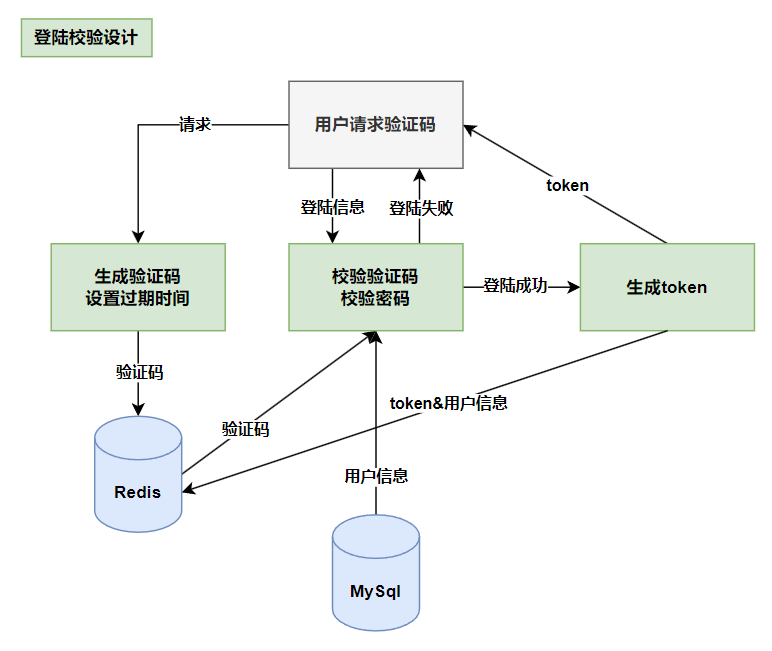 登陆校验设计
用户请求验证码
请求
token
登陆信息
登陆失败
生成验证码
设置过期时间
校验验证码
校验密码
登陆成功
生成token
验证码
token&用户信息
验证码
用户信息
Redis
MySql